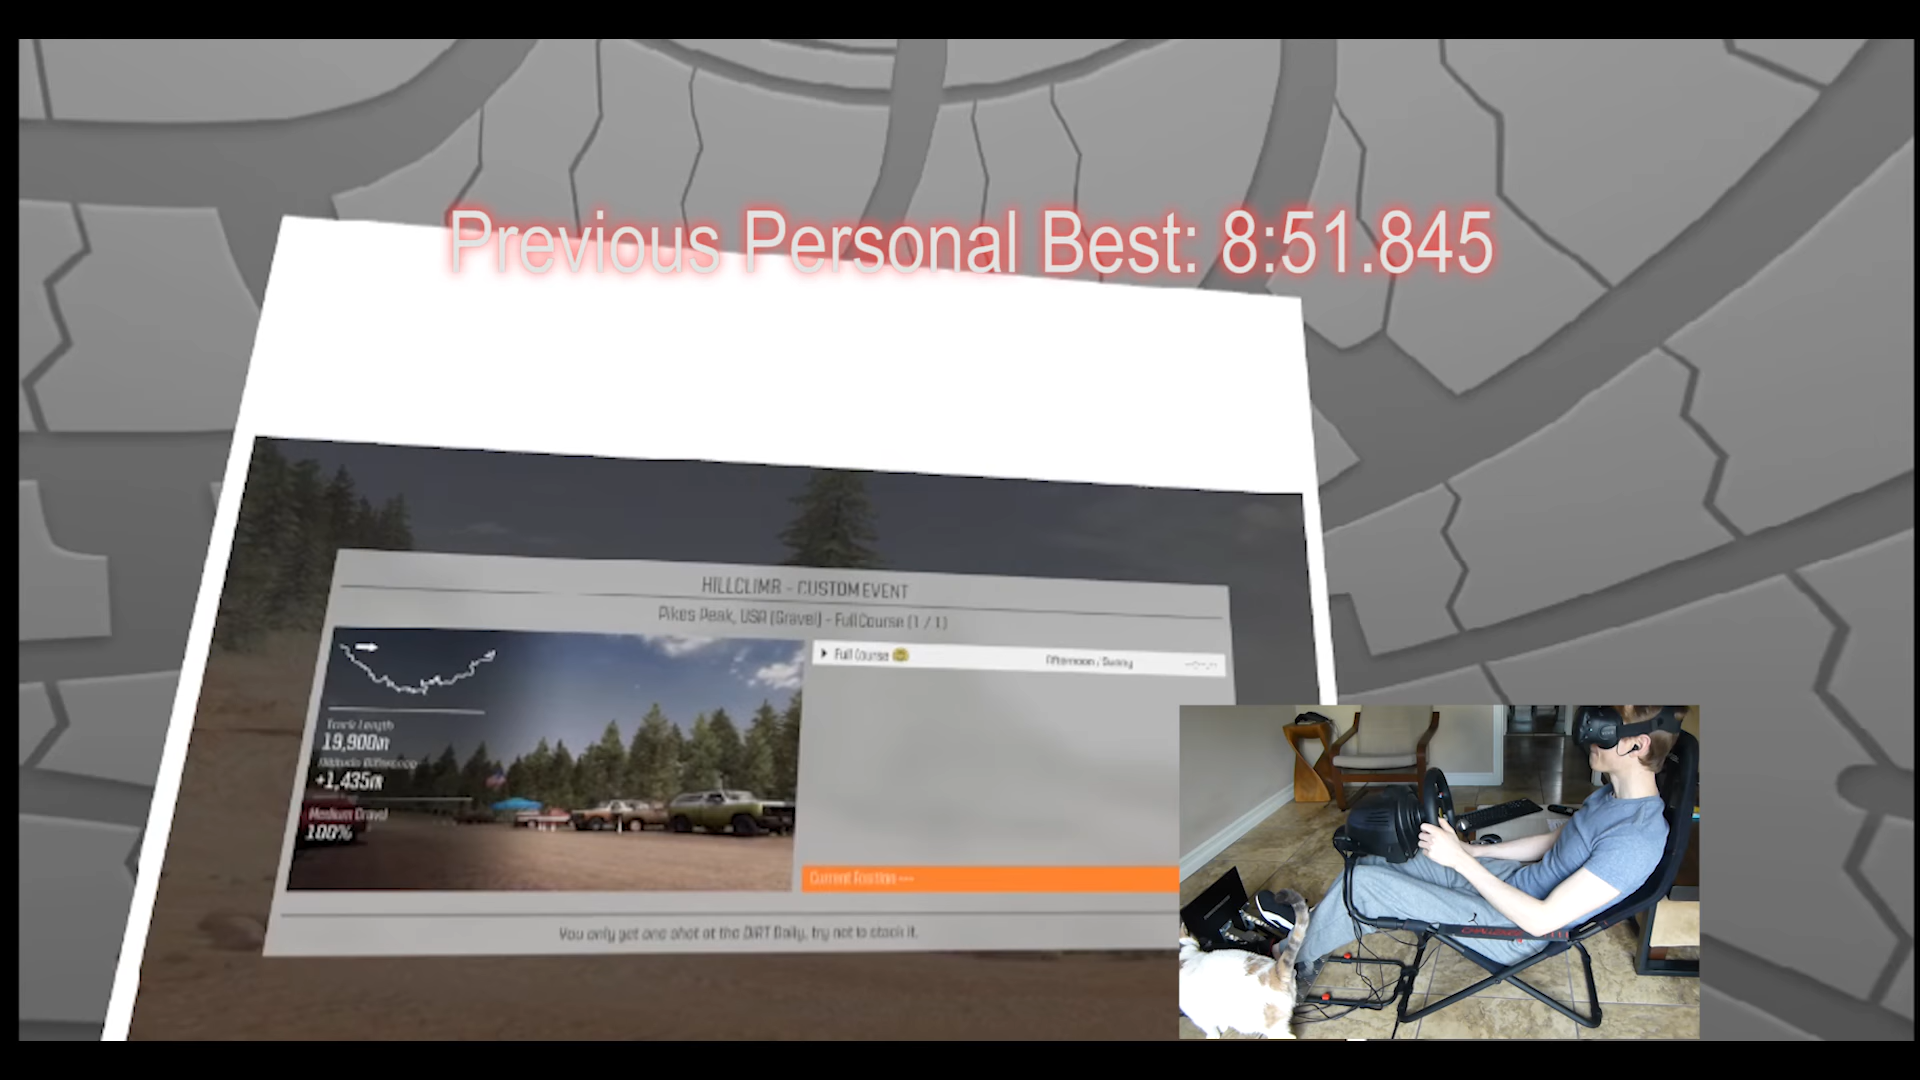 Previous Personal Best: 8:51.845
HILLCLIMB - CUSTOM EVENT
Pikes Peak, USA (Gravel) - Full Course (1 / 1)
Full Course
Afternoon / Sunny
Track Length
19,900m
Altitude Difference
+1,435m
Medium Gravel
100%
Current Position ---
You only get one shot at the DiRT Daily, try not to stack it.